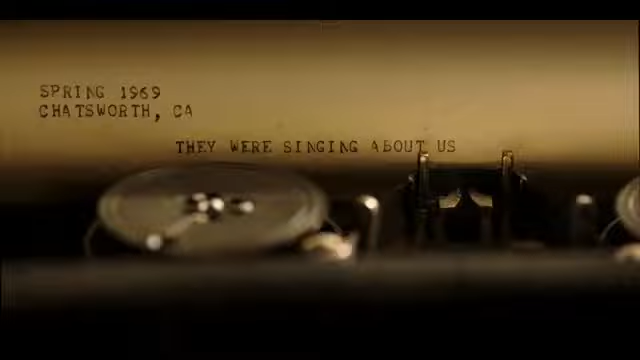 SPRING 1969
CHATSWORTH, CA
THEY WERE SINGING ABOUT US